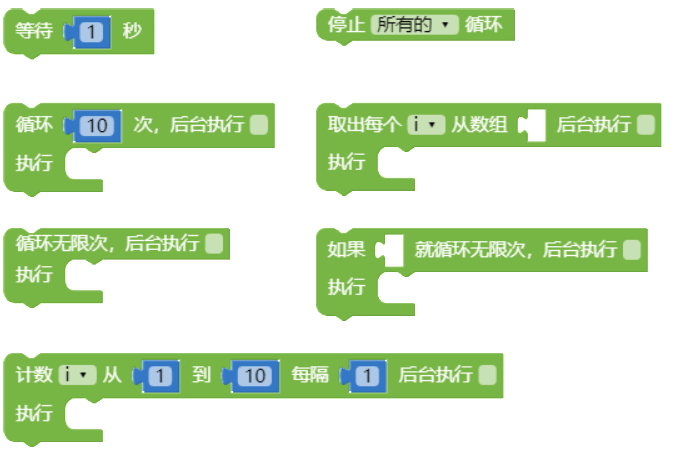 等待 1 秒
停止 所有的 循环
循环 10 次，后台执行
执行
取出每个 i 从数组 后台执行
执行
循环无限次，后台执行
执行
如果 就循环无限次，后台执行
执行
计数 i 从 1 到 10 每隔 1 后台执行
执行